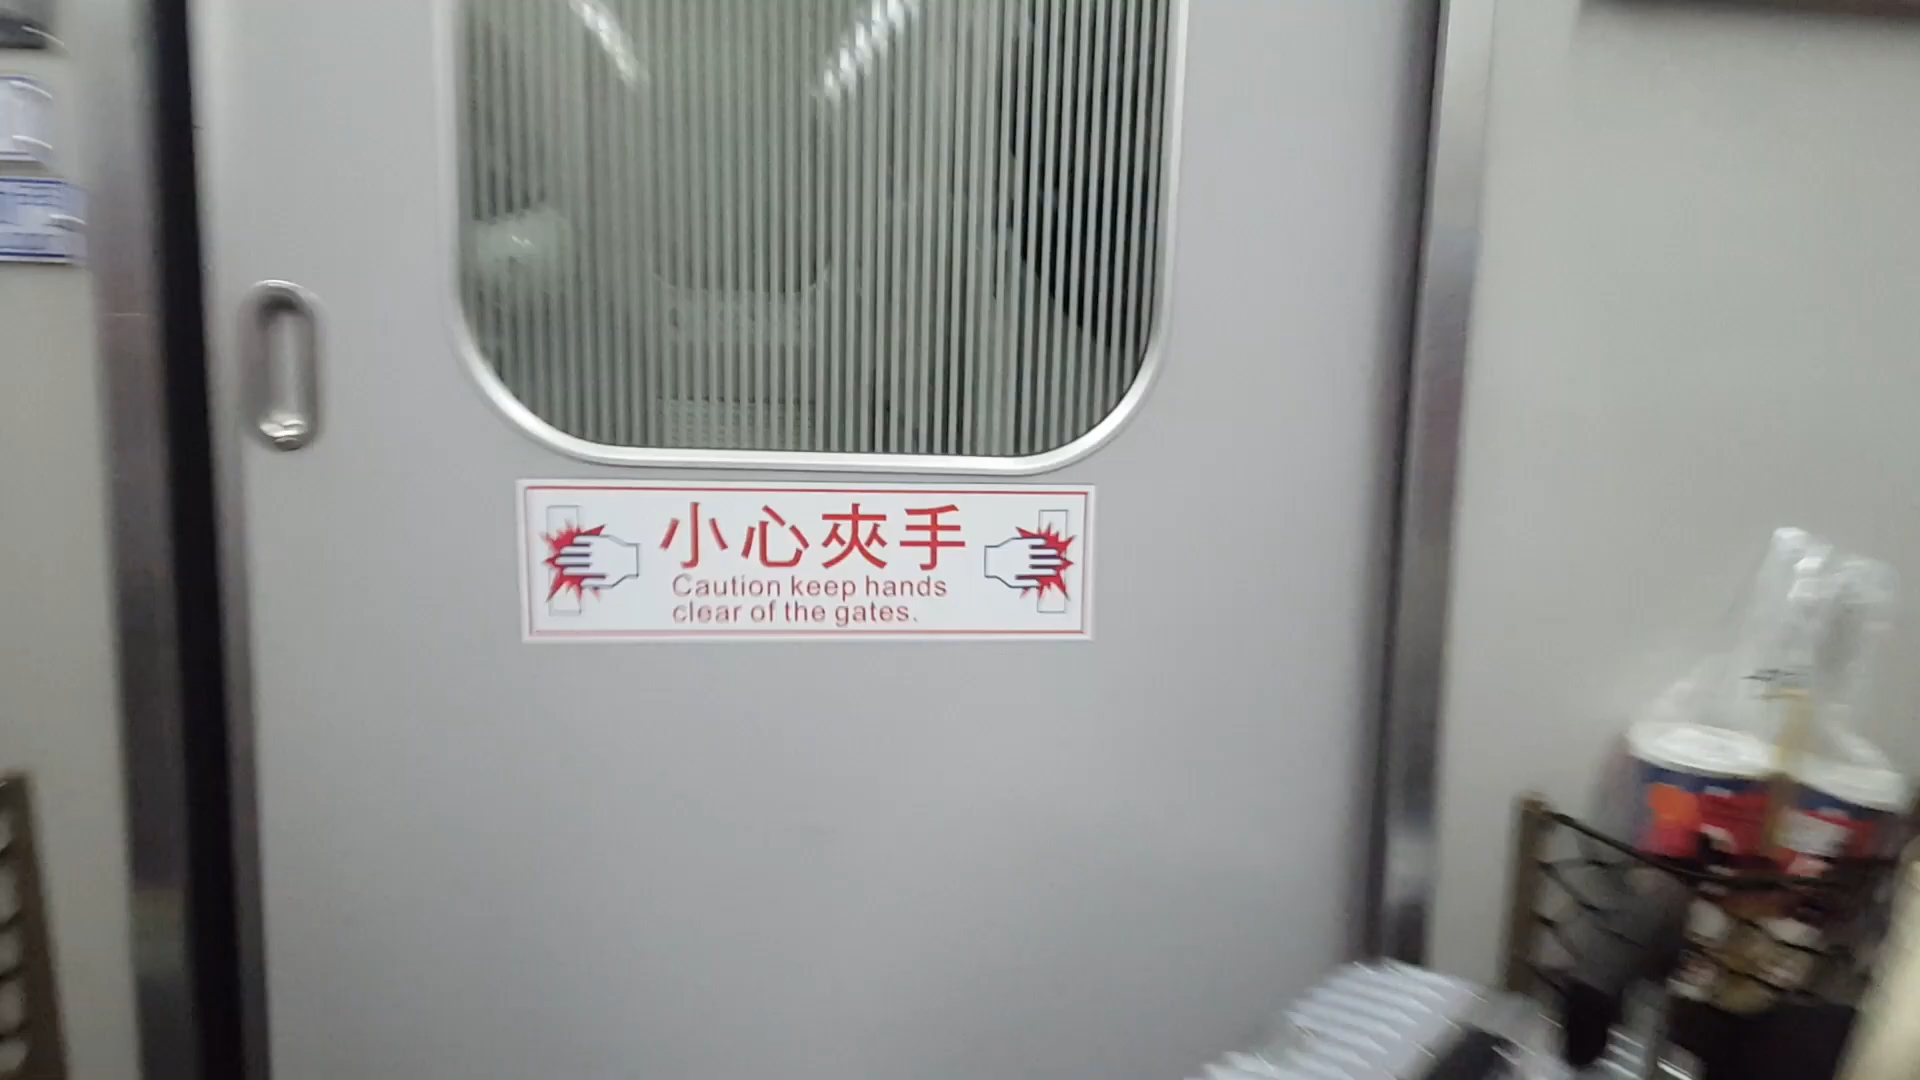 小心夾手
Caution keep hands
clear of the gates.